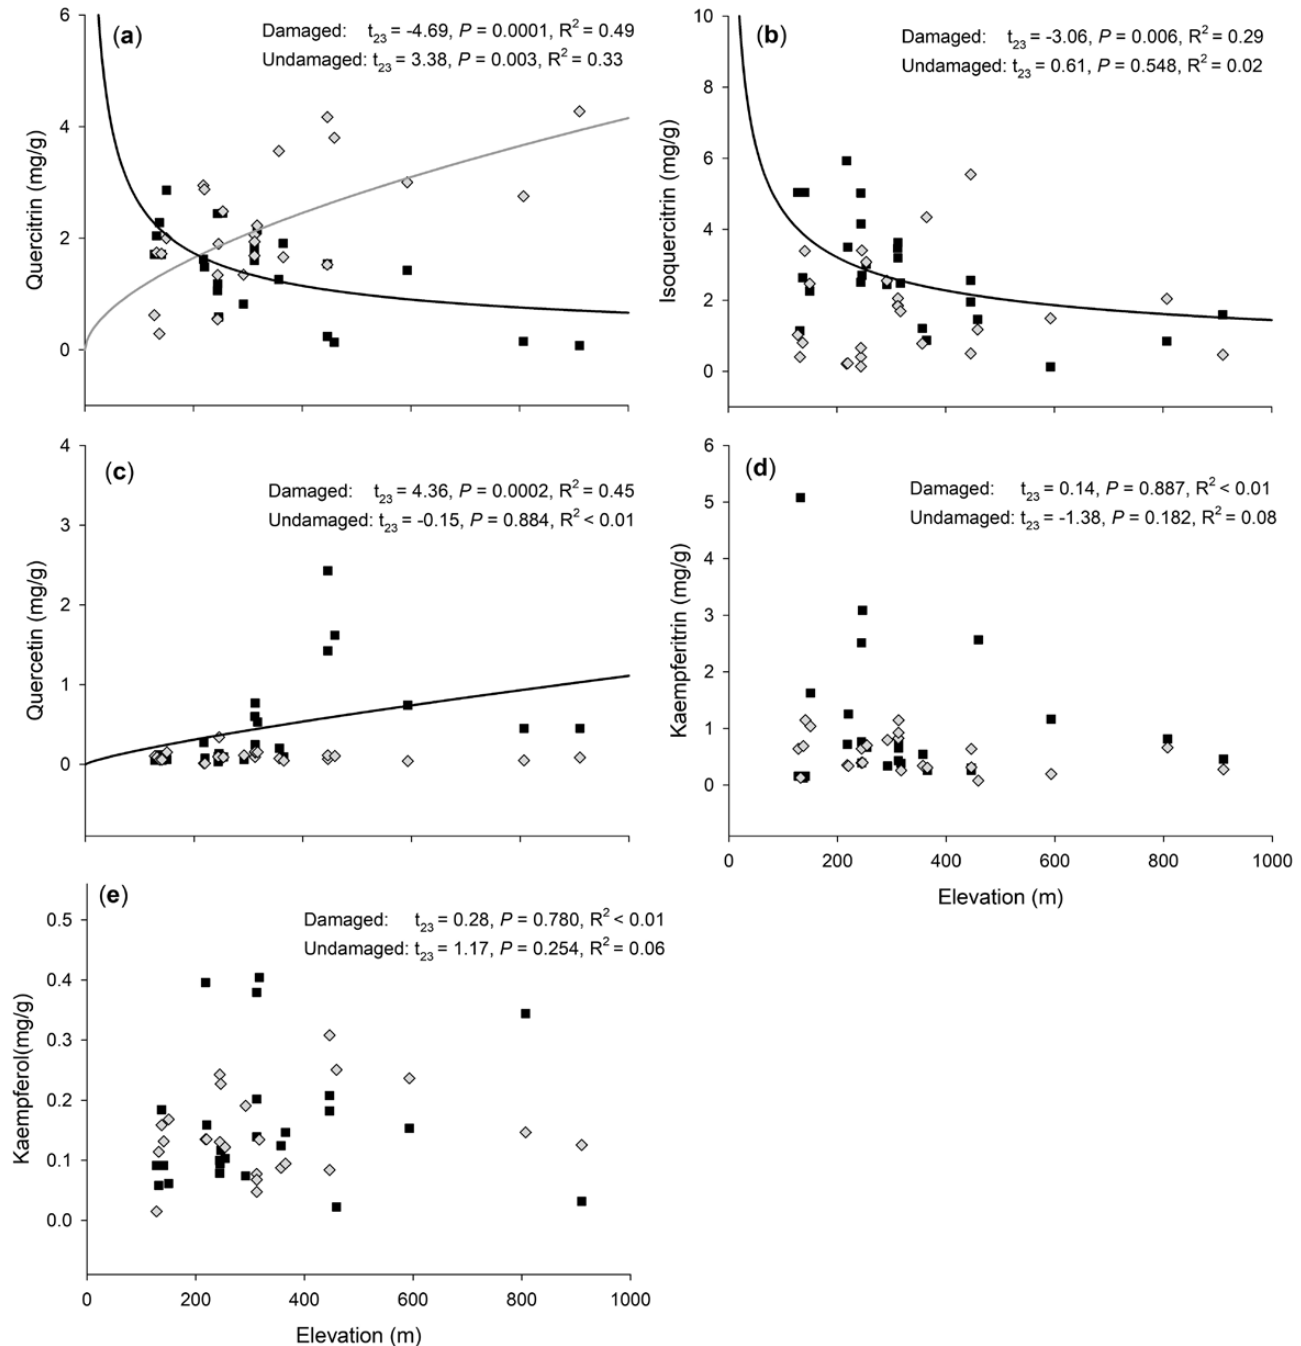 (a)
Damaged: t23 = -4.69, P = 0.0001, R2 = 0.49
Undamaged: t23 = 3.38, P = 0.003, R2 = 0.33
6
4
2
0
Quercitrin (mg/g)
(b)
Damaged: t23 = -3.06, P = 0.006, R2 = 0.29
Undamaged: t23 = 0.61, P = 0.548, R2 = 0.02
10
8
6
4
2
0
Isoquercitrin (mg/g)
(c)
Damaged: t23 = 4.36, P = 0.0002, R2 = 0.45
Undamaged: t23 = -0.15, P = 0.884, R2 < 0.01
4
3
2
1
0
Quercetin (mg/g)
(d)
Damaged: t23 = 0.14, P = 0.887, R2 < 0.01
Undamaged: t23 = -1.38, P = 0.182, R2 = 0.08
6
5
4
3
2
1
0
Kaempferitrin (mg/g)
0 200 400 600 800 1000
Elevation (m)
(e)
Damaged: t23 = 0.28, P = 0.780, R2 < 0.01
Undamaged: t23 = 1.17, P = 0.254, R2 = 0.06
0.5
0.4
0.3
0.2
0.1
0.0
Kaempferol(mg/g)
0 200 400 600 800 1000
Elevation (m)